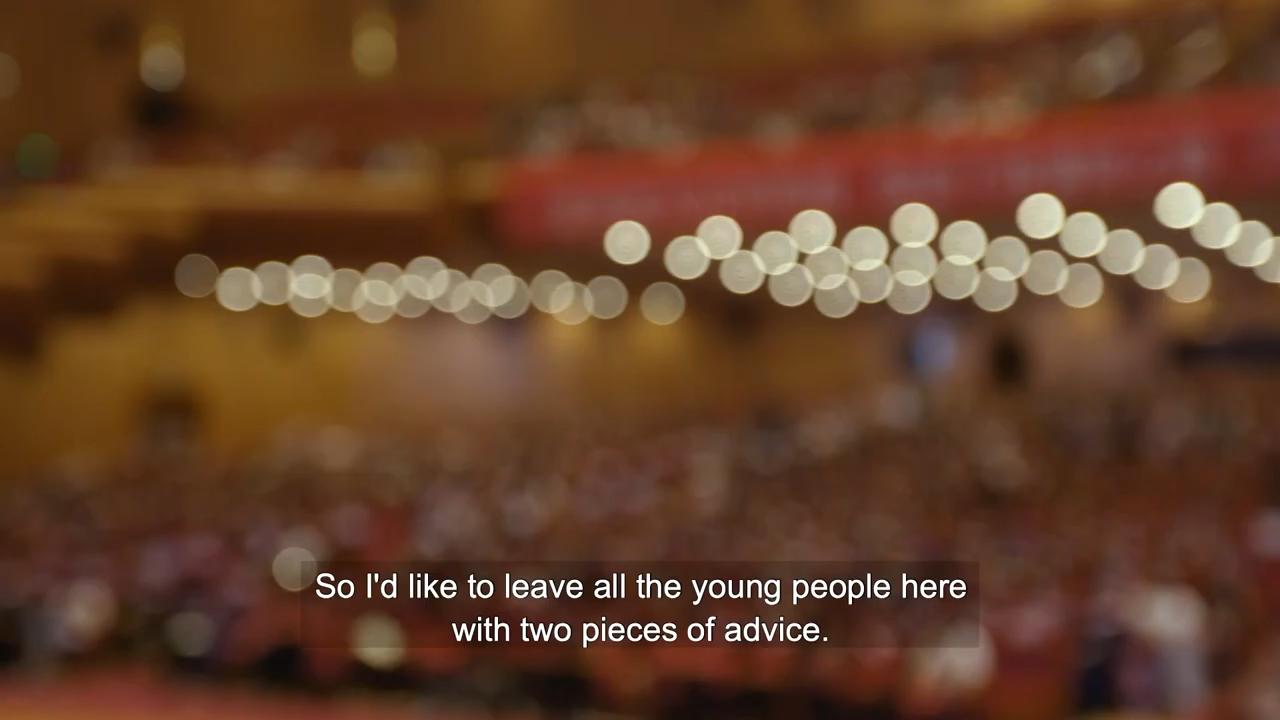 So I'd like to leave all the young people here
with two pieces of advice.